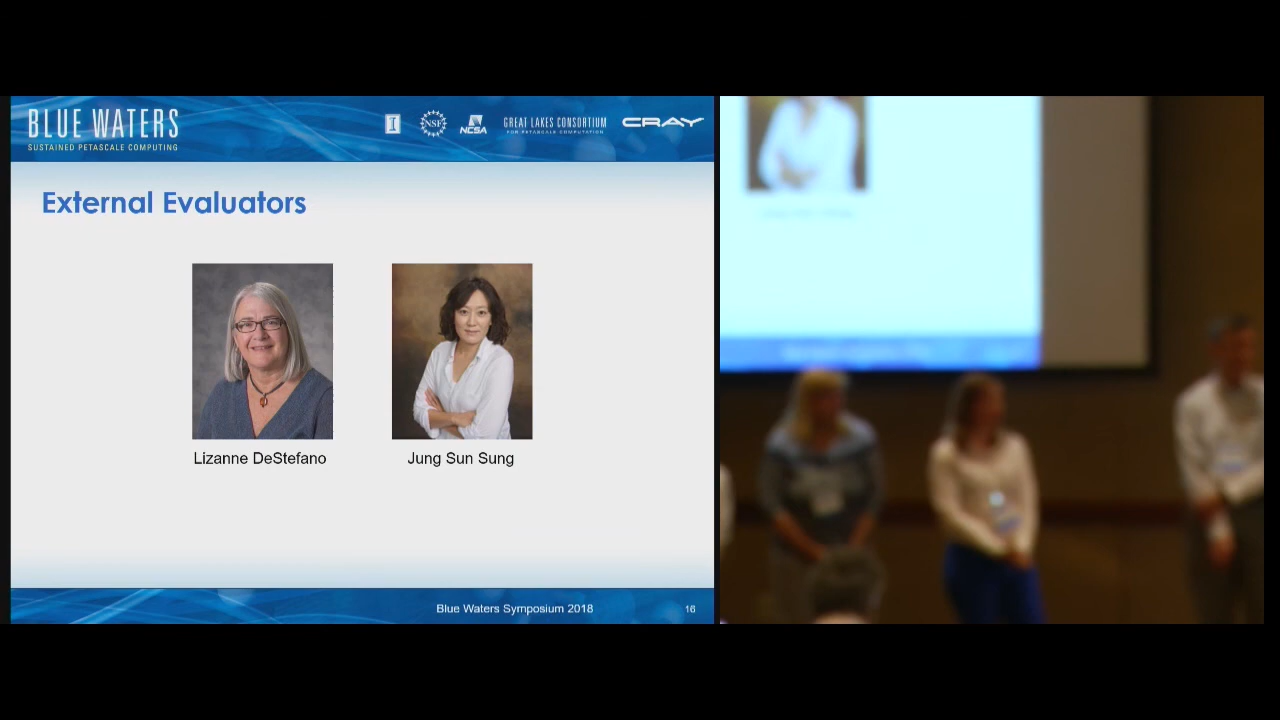 BLUE WATERS
SUSTAINED PETASCALE COMPUTING
I
NSF
NCSA
GREAT LAKES CONSORTIUM
FOR PETASCALE COMPUTATION
CRAY
External Evaluators
Lizanne DeStefano
Jung Sun Sung
Blue Waters Symposium 2018
16